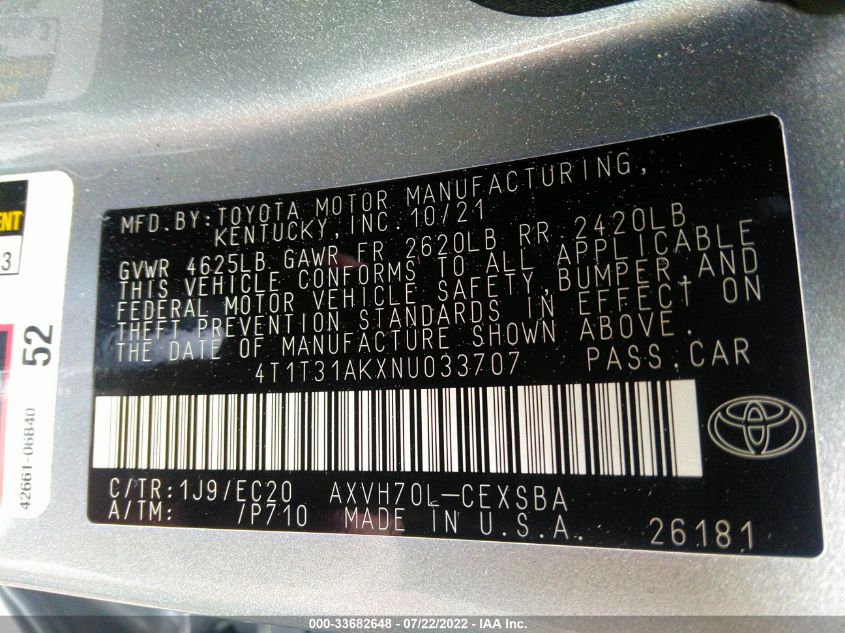 MFD.BY:TOYOTA MOTOR MANUFACTURING,
KENTUCKY,INC.10/21
GVWR 4625LB GAWR FR 2620LB RR 2420LB
THIS VEHICLE CONFORMS TO ALL APPLICABLE
FEDERAL MOTOR VEHICLE SAFETY,BUMPER,AND
THEFT PREVENTION STANDARDS IN EFFECT ON
THE DATE OF MANUFACTURE SHOWN ABOVE.
4T1T31AKXNU033707 PASS.CAR
C/TR:1J9/EC20 AXVH70L-CEXSBA
A/TM: /P710 MADE IN U.S.A. 26181
ENT
3
52
42661-06B40
000-33682648 - 07/22/2022 - IAA Inc.